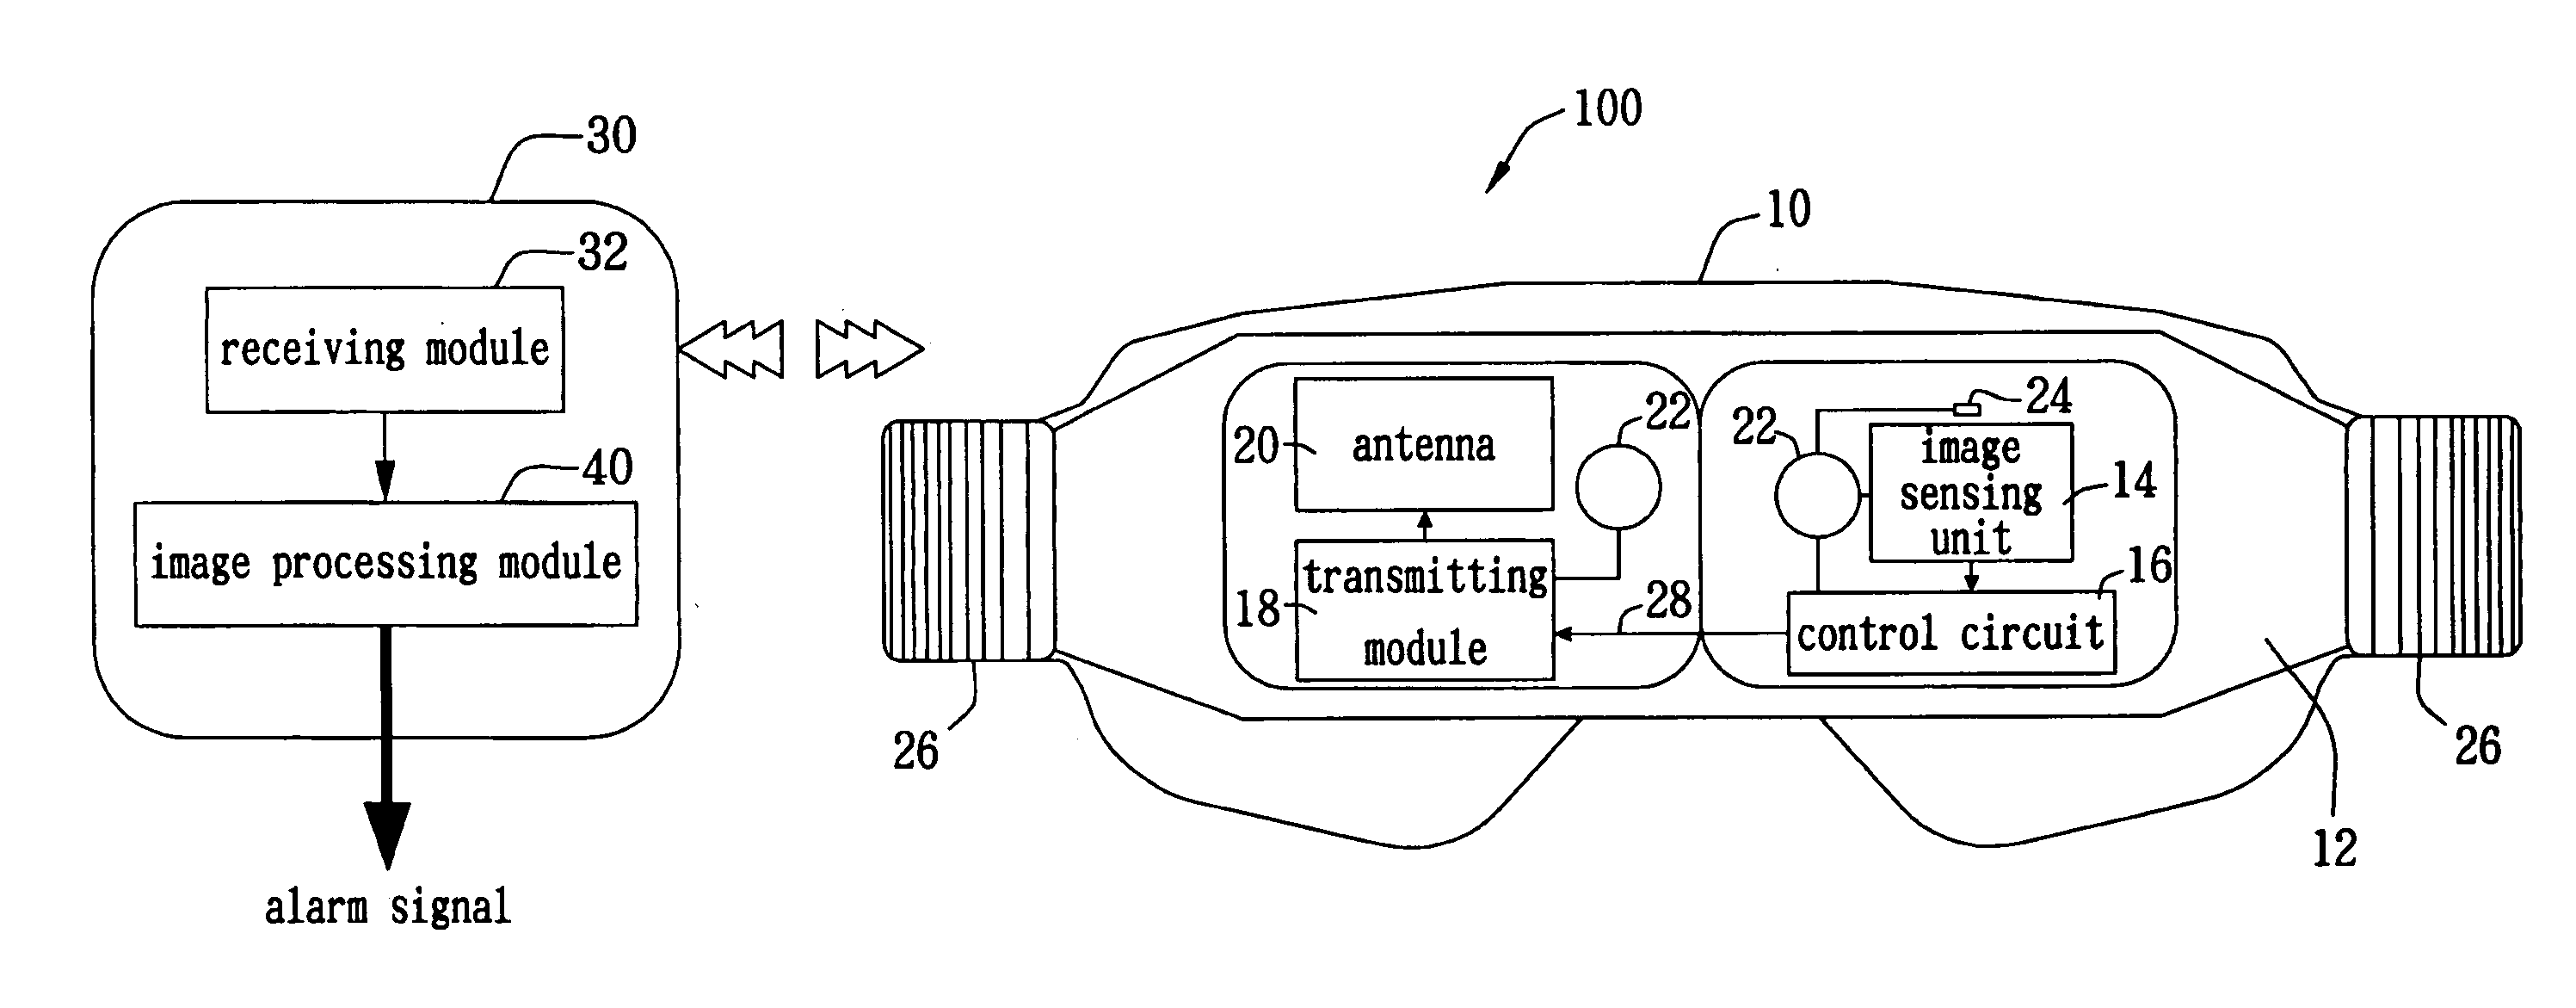 100
30
10
32
receiving module
24
22
22
image
sensing
unit
14
20
antenna
40
image processing module
16
transmitting
module
18
28
control circuit
26
26
12
alarm signal